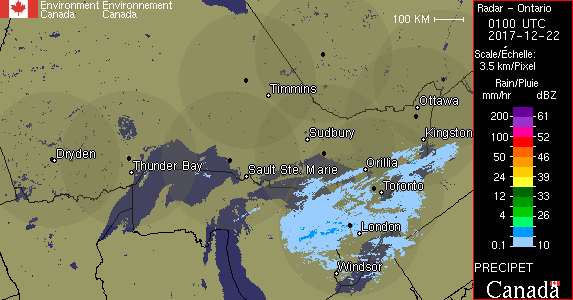 Environment Environnement
Canada Canada
100 KM
Timmins
Ottawa
Sudbury
Kingston
Dryden
Thunder Bay
Sault Ste. Marie
Orillia
Toronto
London
Windsor
Radar - Ontario
0100 UTC
2017-12-22
Scale/Échelle:
3.5 km/Pixel
Rain/Pluie
mm/hr dBZ
200 61
100 52
50 46
24 39
12 33
4 26
0.1 10
PRECIPET
Canada